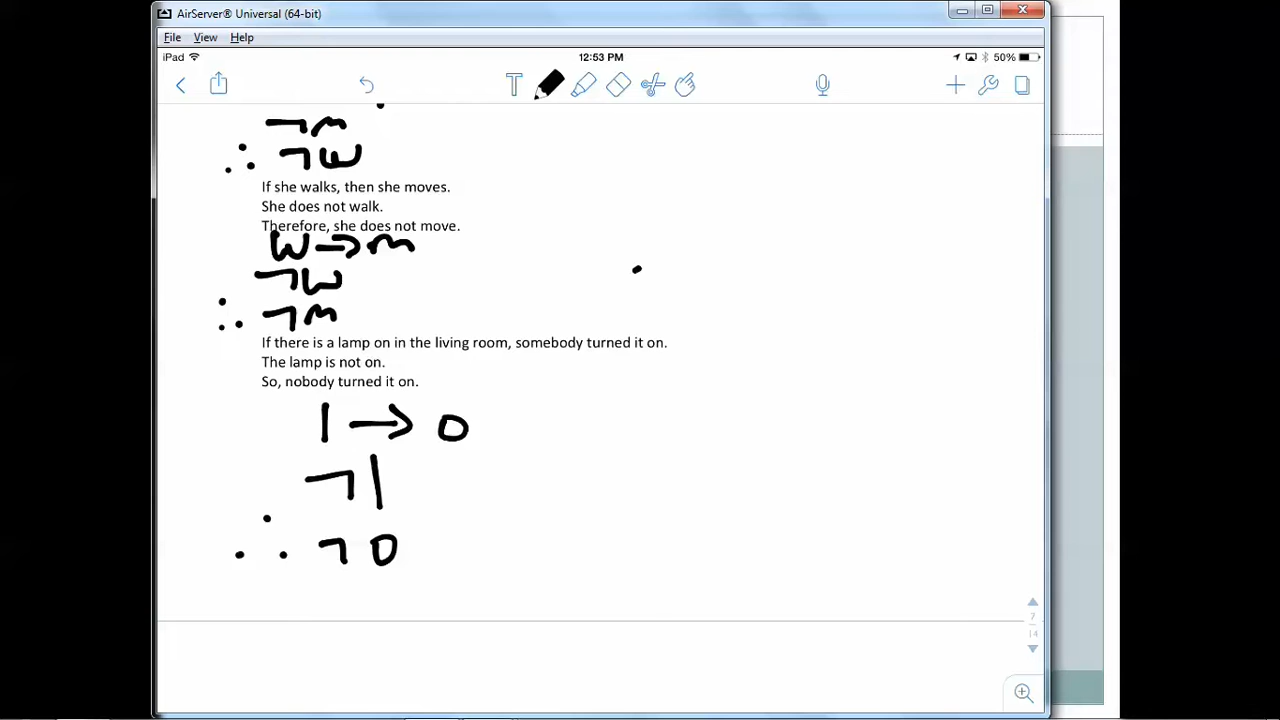 AirServer® Universal (64-bit)
File View Help
iPad 12:53 PM 50%
T
¬m
∴ ¬W
If she walks, then she moves.
She does not walk.
Therefore, she does not move.
W → m
¬W
∴ ¬m
If there is a lamp on in the living room, somebody turned it on.
The lamp is not on.
So, nobody turned it on.
l → o
¬l
∴ ¬o
7
14